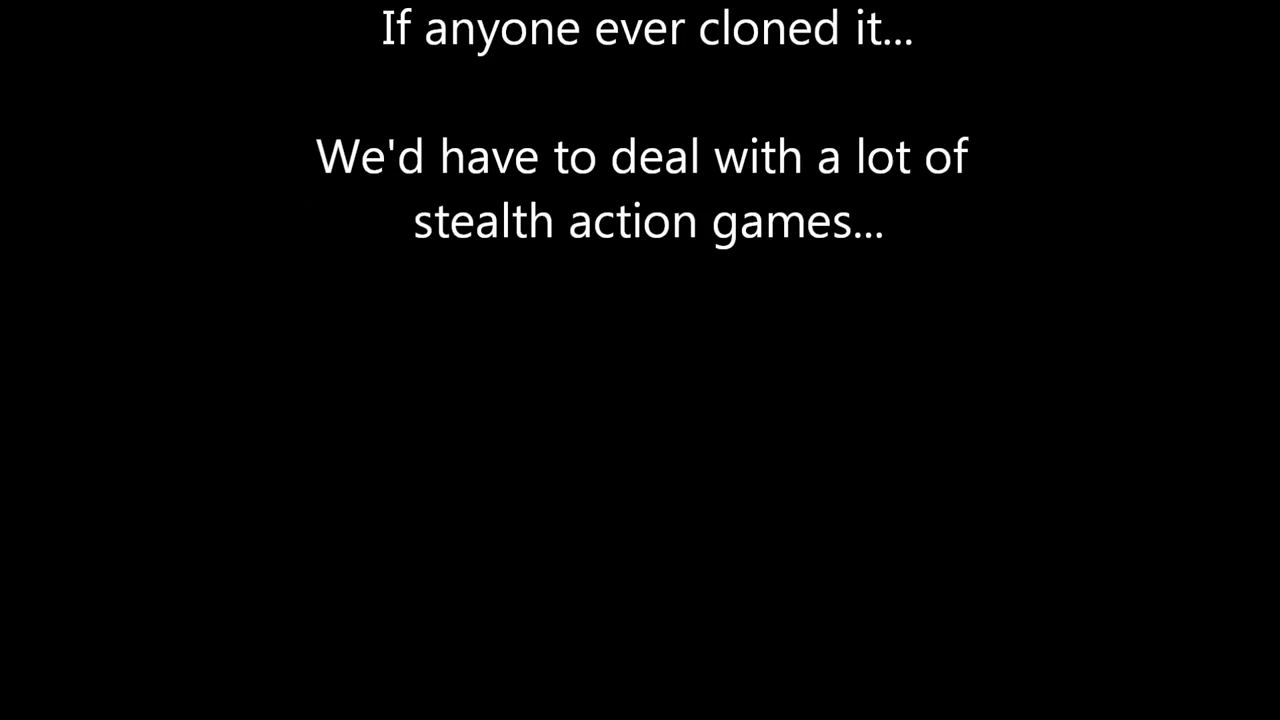 If anyone ever cloned it...
We'd have to deal with a lot of
stealth action games...